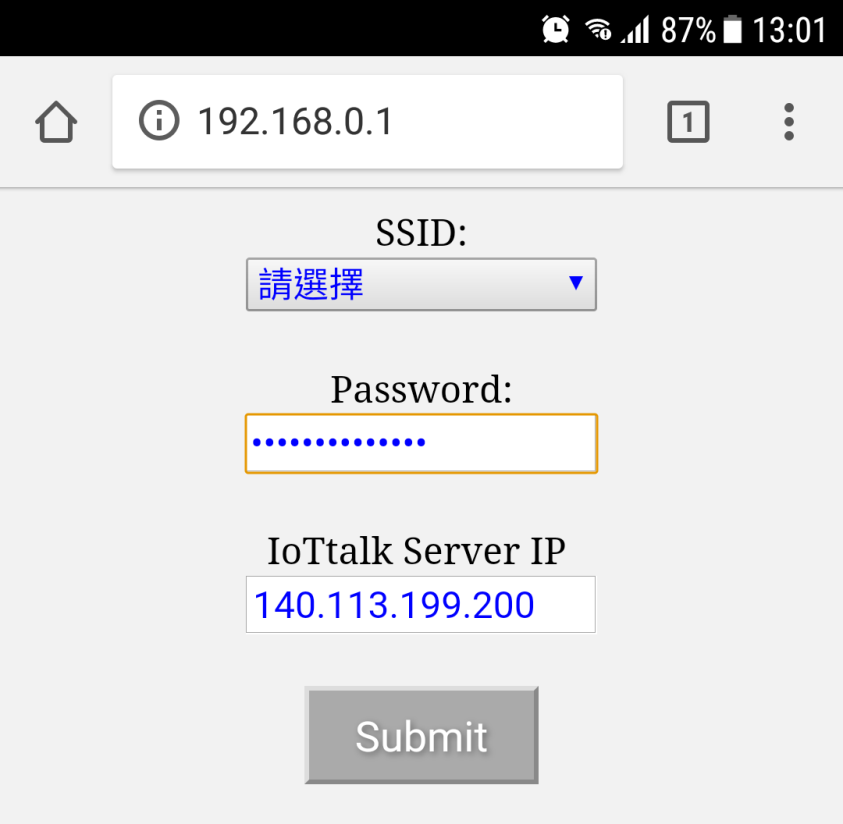 87% 13:01
192.168.0.1
1
SSID:
請選擇
Password:
••••••••••••••
IoTtalk Server IP
140.113.199.200
Submit